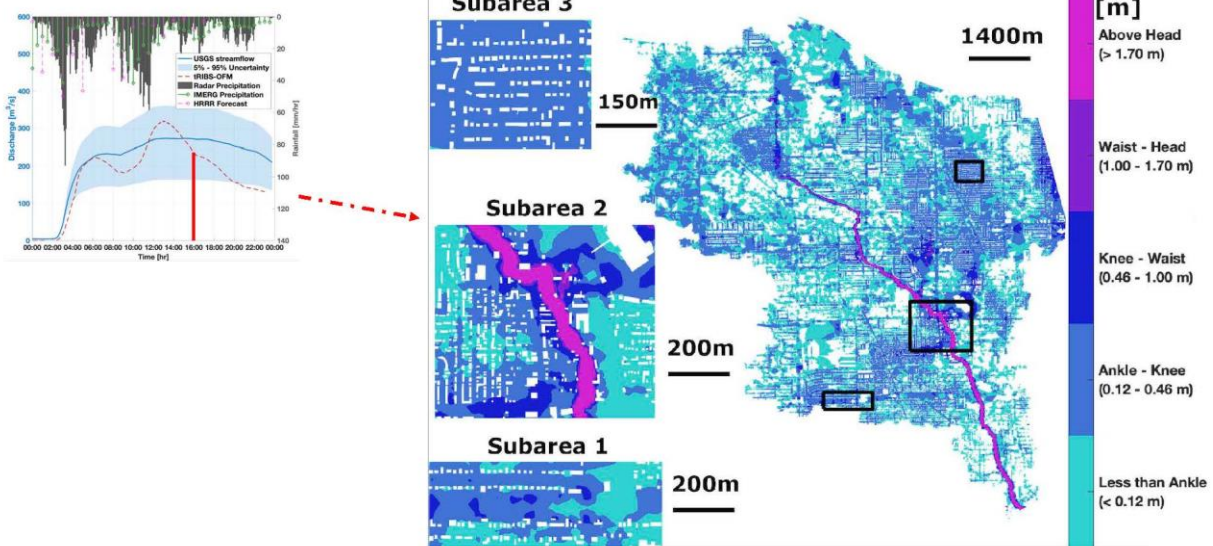 600
500
400
300
200
100
0
Discharge [m³/s]
00:00 02:00 04:00 06:00 08:00 10:00 12:00 14:00 16:00 18:00 20:00 22:00 00:00
Time [hr]
0
20
40
60
80
100
120
140
Rainfall [mm/hr]
USGS streamflow
5% - 95% Uncertainty
tRIBS-OFM
Radar Precipitation
IMERG Precipitation
HRRR Forecast
Subarea 3
150m
Subarea 2
200m
Subarea 1
200m
1400m
[m]
Above Head
(> 1.70 m)
Waist - Head
(1.00 - 1.70 m)
Knee - Waist
(0.46 - 1.00 m)
Ankle - Knee
(0.12 - 0.46 m)
Less than Ankle
(< 0.12 m)